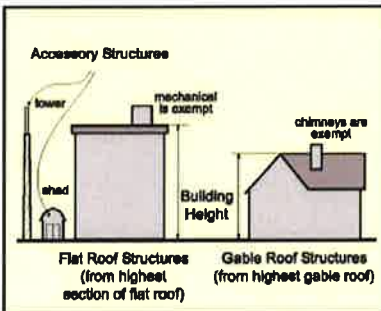 Accessory Structures
tower
mechanical
is exempt
chimneys are
exempt
shed
Building
Height
Flat Roof Structures
(from highest
section of flat roof)
Gable Roof Structures
(from highest gable roof)